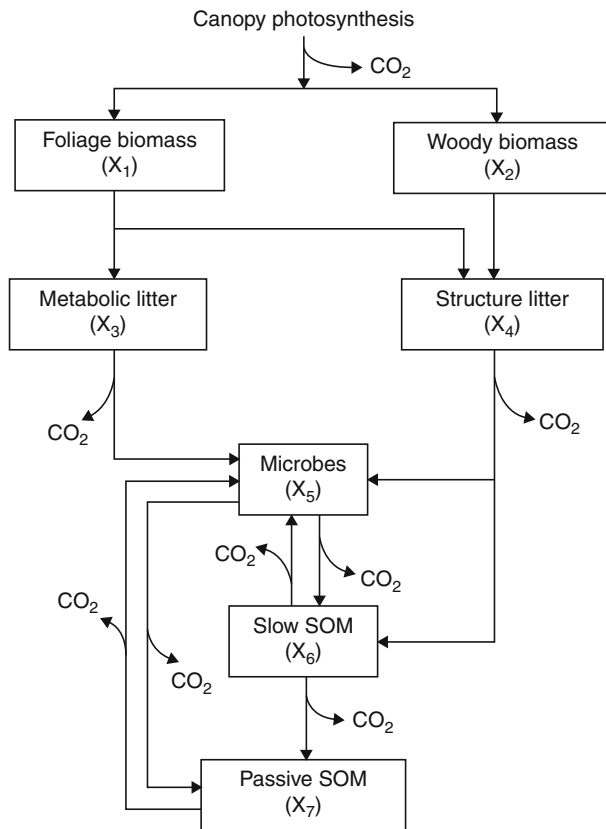 Canopy photosynthesis
CO₂
Foliage biomass
(X₁)
Woody biomass
(X₂)
Metabolic litter
(X₃)
Structure litter
(X₄)
CO₂
CO₂
Microbes
(X₅)
CO₂
CO₂
CO₂
Slow SOM
(X₆)
CO₂
CO₂
Passive SOM
(X₇)